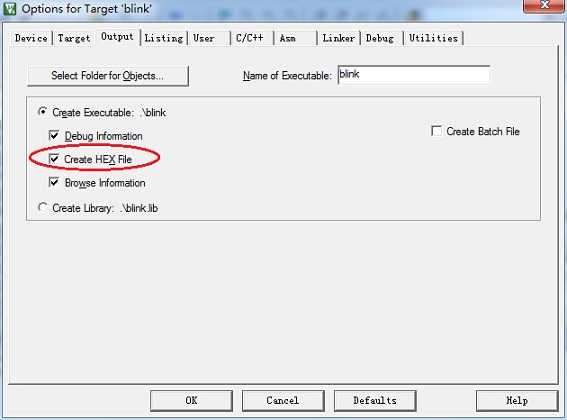 Options for Target 'blink'
Device Target Output Listing User C/C++ Asm Linker Debug Utilities
Select Folder for Objects... Name of Executable: blink
Create Executable: .\blink
Debug Information Create Batch File
Create HEX File
Browse Information
Create Library: .\blink.lib
OK Cancel Defaults Help